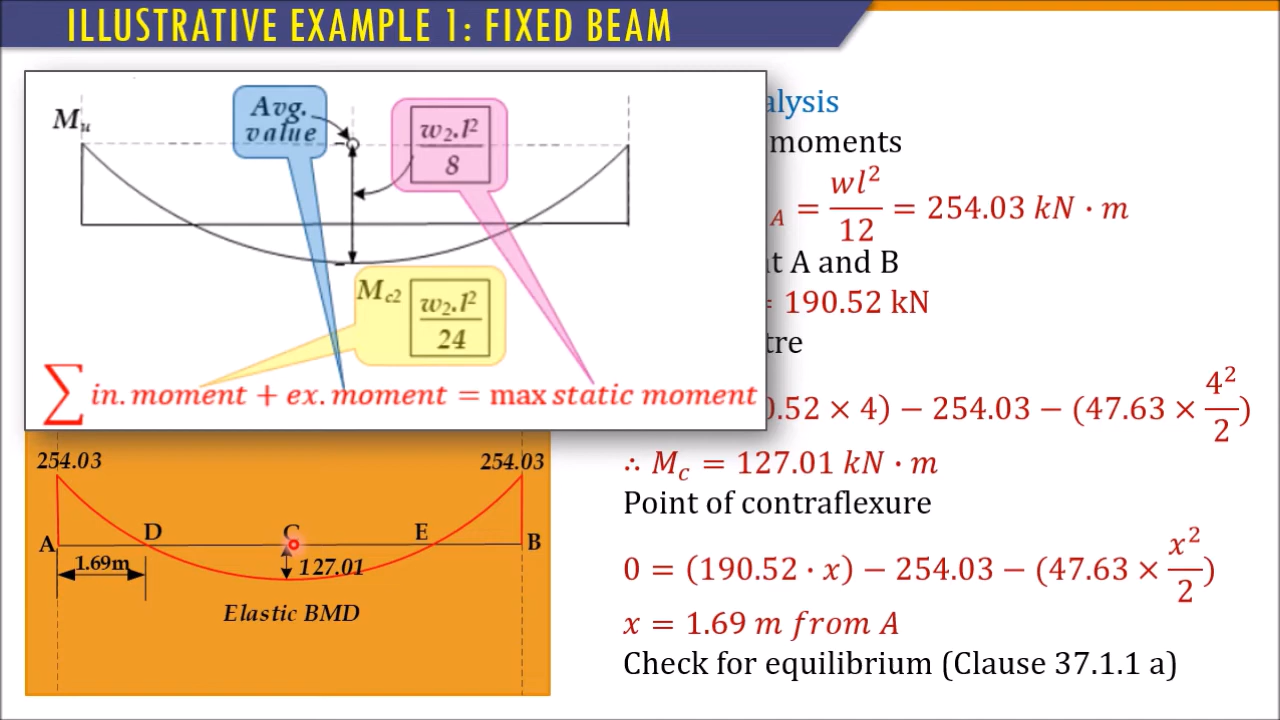 ILLUSTRATIVE EXAMPLE 1: FIXED BEAM
M_u
Avg. value
w₂.l²/8
M_c2 w₂.l²/24
∑ in. moment + ex. moment = max static moment
alysis
moments
_A = wl²/12 = 254.03 kN · m
t A and B
= 190.52 kN
tre
0.52 × 4) − 254.03 − (47.63 × 4²/2)
∴ M_c = 127.01 kN · m
Point of contraflexure
0 = (190.52 · x) − 254.03 − (47.63 × x²/2)
x = 1.69 m from A
Check for equilibrium (Clause 37.1.1 a)
254.03
254.03
A
D
C
E
B
1.69m
127.01
Elastic BMD